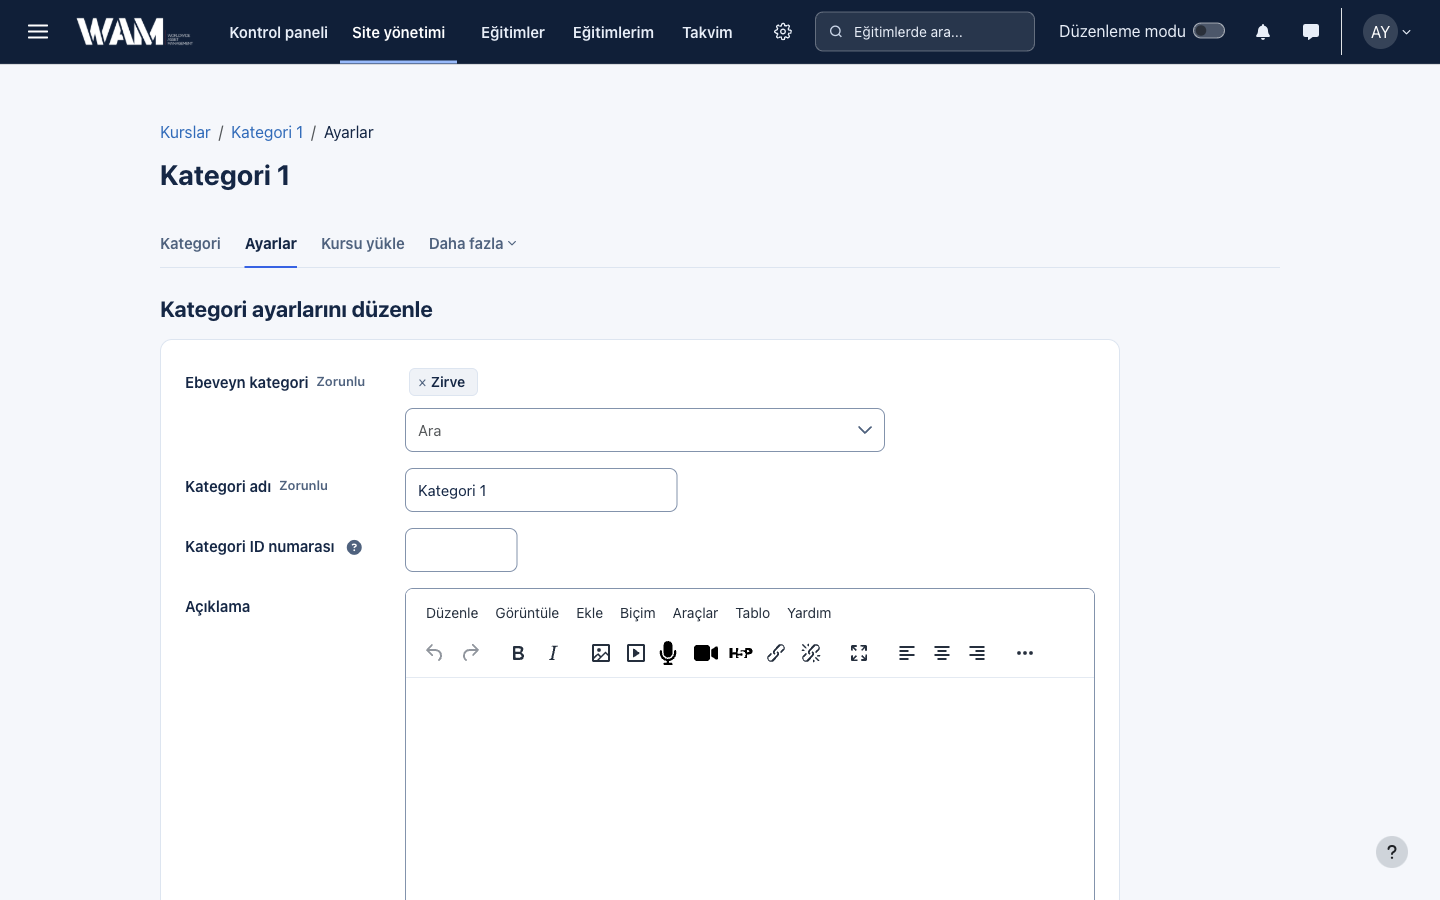 WAM
Kontrol paneli
Site yönetimi
Eğitimler
Eğitimlerim
Takvim
Eğitimlerde ara...
Düzenleme modu
AY
Kurslar / Kategori 1 / Ayarlar
Kategori 1
Kategori
Ayarlar
Kursu yükle
Daha fazla
Kategori ayarlarını düzenle
Ebeveyn kategori Zorunlu
× Zirve
Ara
Kategori adı Zorunlu
Kategori 1
Kategori ID numarası ?
Açıklama
Düzenle Görüntüle Ekle Biçim Araçlar Tablo Yardım
B I H5P
?